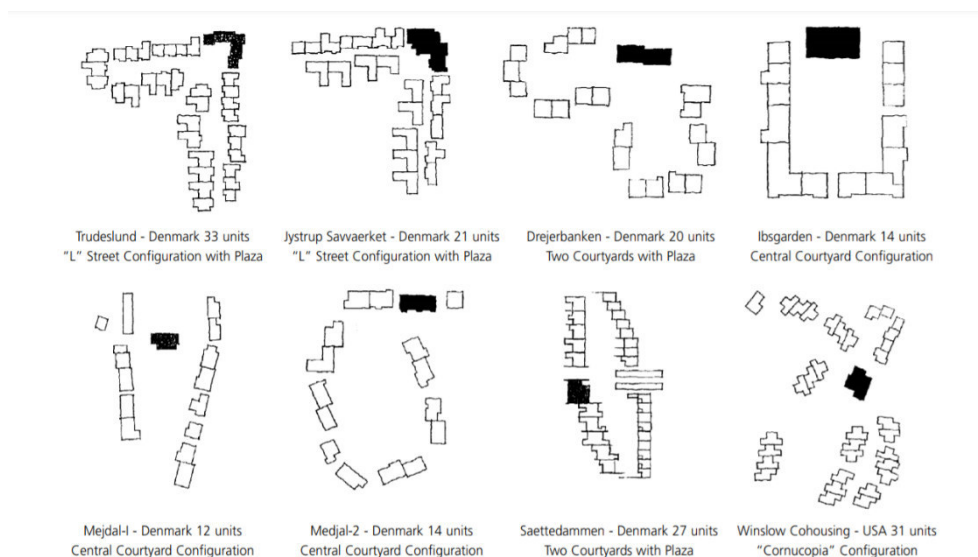 Trudeslund - Denmark 33 units
"L" Street Configuration with Plaza
Jystrup Savvaerket - Denmark 21 units
"L" Street Configuration with Plaza
Drejerbanken - Denmark 20 units
Two Courtyards with Plaza
Ibsgarden - Denmark 14 units
Central Courtyard Configuration
Mejdal-I - Denmark 12 units
Central Courtyard Configuration
Medjal-2 - Denmark 14 units
Central Courtyard Configuration
Saettedammen - Denmark 27 units
Two Courtyards with Plaza
Winslow Cohousing - USA 31 units
"Cornucopia" Configuration